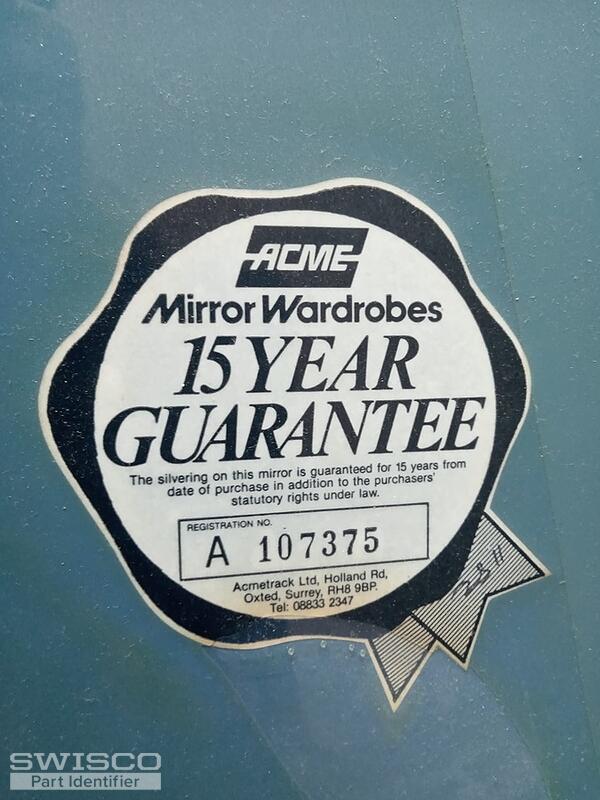 ACME
Mirror Wardrobes
15 YEAR
GUARANTEE
The silvering on this mirror is guaranteed for 15 years from
date of purchase in addition to the purchasers'
statutory rights under law.
REGISTRATION NO.
A 107375
Acmetrack Ltd, Holland Rd,
Oxted, Surrey, RH8 9BP.
Tel: 08833 2347
SWISCO
Part Identifier